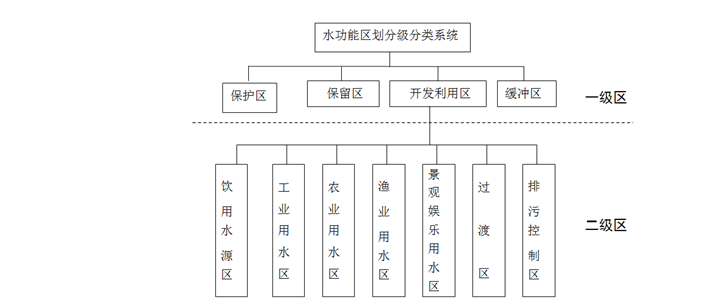 水功能区划分级分类系统
保护区
保留区
开发利用区
缓冲区
一级区
饮用水源区
工业用水区
农业用水区
渔业用水区
景观娱乐用水区
过渡区
排污控制区
二级区